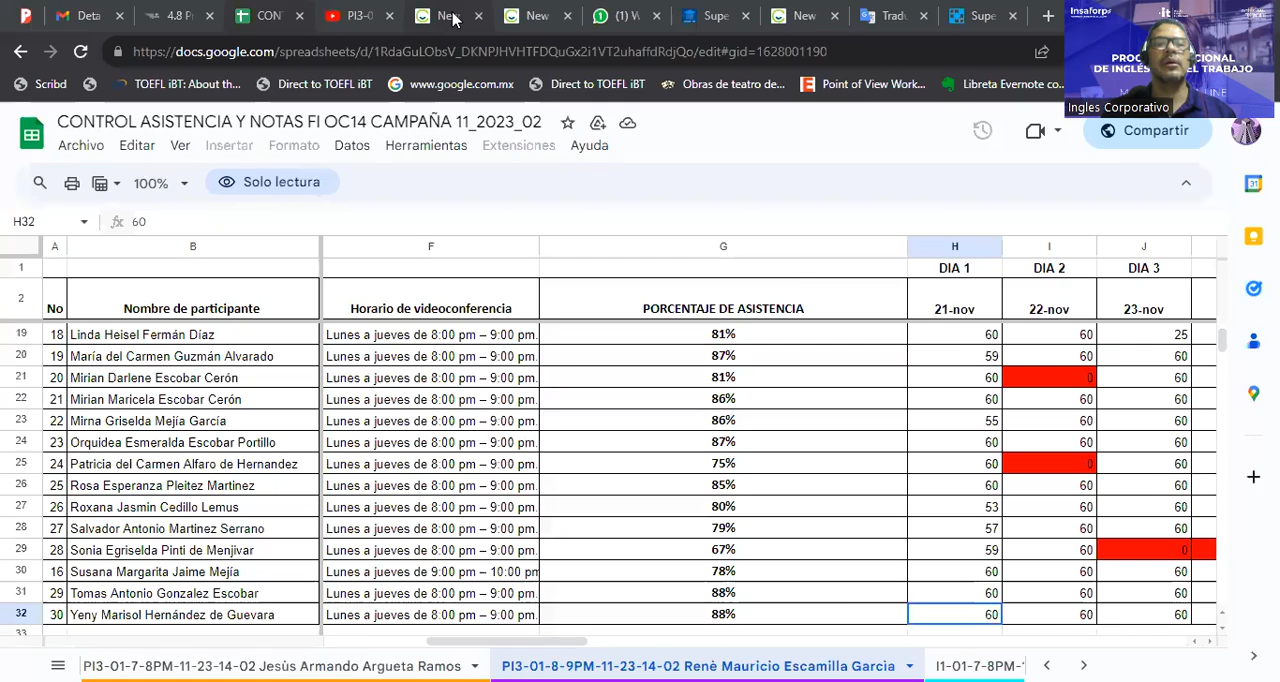 Deta
4.8 P
CON
PI3-0
Ne
New
(1) W
Supe
New
Tradu
Supe
https://docs.google.com/spreadsheets/d/1RdaGuLObsV_DKNPJHVHTFDQuGx2i1VT2uhaffdRdjQo/edit#gid=1628001190
Insaforp
DE INGLÉS EL TRABAJO
Ingles Corporativo
Scribd
TOEFL iBT: About tha...
Direct to TOEFL iBT
www.google.com.mx
Direct to TOEFL iBT
Obras de teatro de...
Point of View Work...
Libreta Evernote co...
CONTROL ASISTENCIA Y NOTAS FI OC14 CAMPAÑA 11_2023_02
Compartir
Archivo Editar Ver Insertar Formato Datos Herramientas Extensiones Ayuda
100% Solo lectura
H32 fx 60
A B F G H I J
1 DIA 1 DIA 2 DIA 3
2 No Nombre de participante Horario de videoconferencia PORCENTAJE DE ASISTENCIA 21-nov 22-nov 23-nov
19 18 Linda Heisel Fermán Díaz Lunes a jueves de 8:00 pm – 9:00 pm. 81% 60 60 25
20 19 María del Carmen Guzmán Alvarado Lunes a jueves de 8:00 pm – 9:00 pm. 87% 59 60 60
21 20 Mirian Darlene Escobar Cerón Lunes a jueves de 8:00 pm – 9:00 pm. 81% 60 0 60
22 21 Mirian Maricela Escobar Cerón Lunes a jueves de 8:00 pm – 9:00 pm. 86% 60 60 60
23 22 Mirna Griselda Mejía García Lunes a jueves de 8:00 pm – 9:00 pm. 86% 55 60 60
24 23 Orquidea Esmeralda Escobar Portillo Lunes a jueves de 8:00 pm – 9:00 pm. 87% 60 60 60
25 24 Patricia del Carmen Alfaro de Hernandez Lunes a jueves de 8:00 pm – 9:00 pm. 75% 60 0 60
26 25 Rosa Esperanza Pleitez Martinez Lunes a jueves de 8:00 pm – 9:00 pm. 85% 60 60 60
27 26 Roxana Jasmin Cedillo Lemus Lunes a jueves de 8:00 pm – 9:00 pm. 80% 53 60 60
28 27 Salvador Antonio Martinez Serrano Lunes a jueves de 8:00 pm – 9:00 pm. 79% 57 60 60
29 28 Sonia Egriselda Pinti de Menjivar Lunes a jueves de 8:00 pm – 9:00 pm. 67% 59 60 0
30 16 Susana Margarita Jaime Mejía Lunes a jueves de 9:00 pm – 10:00 pm 78% 60 60 60
31 29 Tomas Antonio Gonzalez Escobar Lunes a jueves de 8:00 pm – 9:00 pm. 88% 60 60 60
32 30 Yeny Marisol Hernández de Guevara Lunes a jueves de 8:00 pm – 9:00 pm. 88% 60 60 60
33
PI3-01-7-8PM-11-23-14-02 Jesùs Armando Argueta Ramos
PI3-01-8-9PM-11-23-14-02 Renè Mauricio Escamilla Garcìa
I1-01-7-8PM-